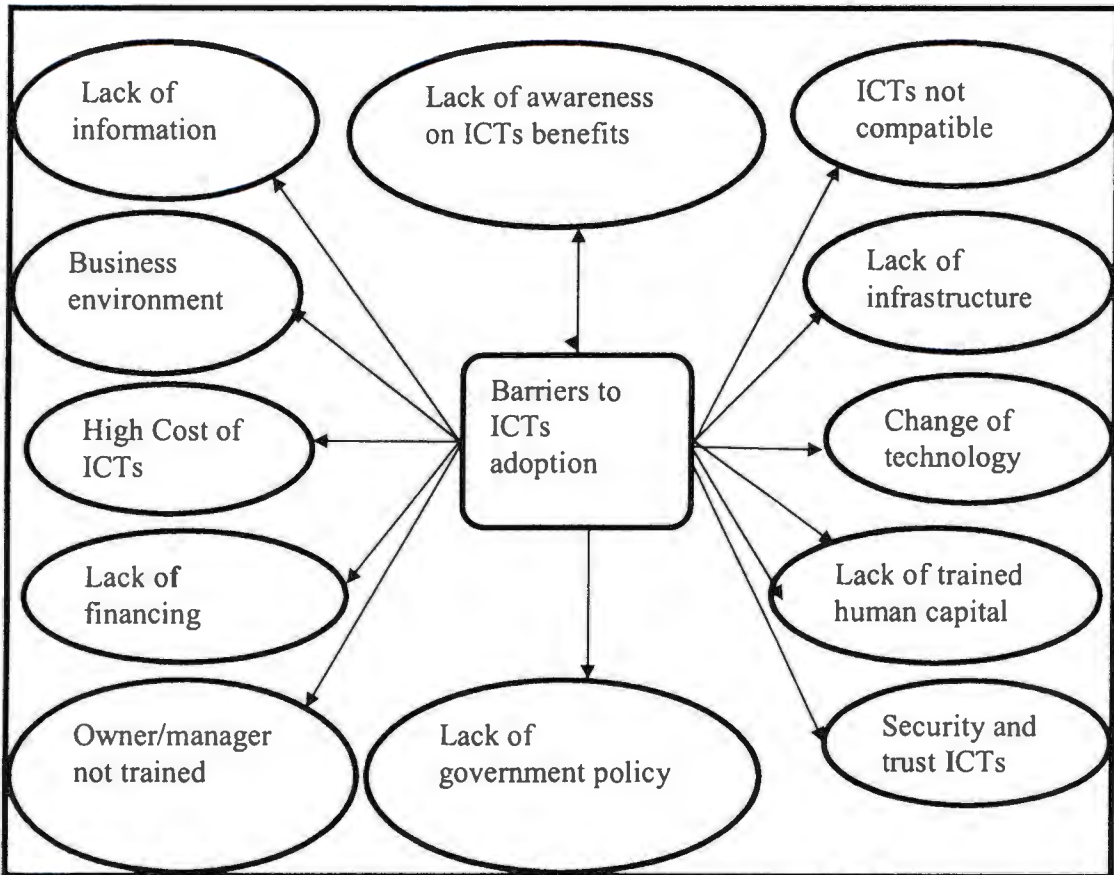 Lack of
information
Lack of awareness
on ICTs benefits
ICTs not
compatible
Business
environment
Lack of
infrastructure
Barriers to
ICTs
adoption
High Cost of
ICTs
Change of
technology
Lack of
financing
Lack of trained
human capital
Owner/manager
not trained
Lack of
government policy
Security and
trust ICTs